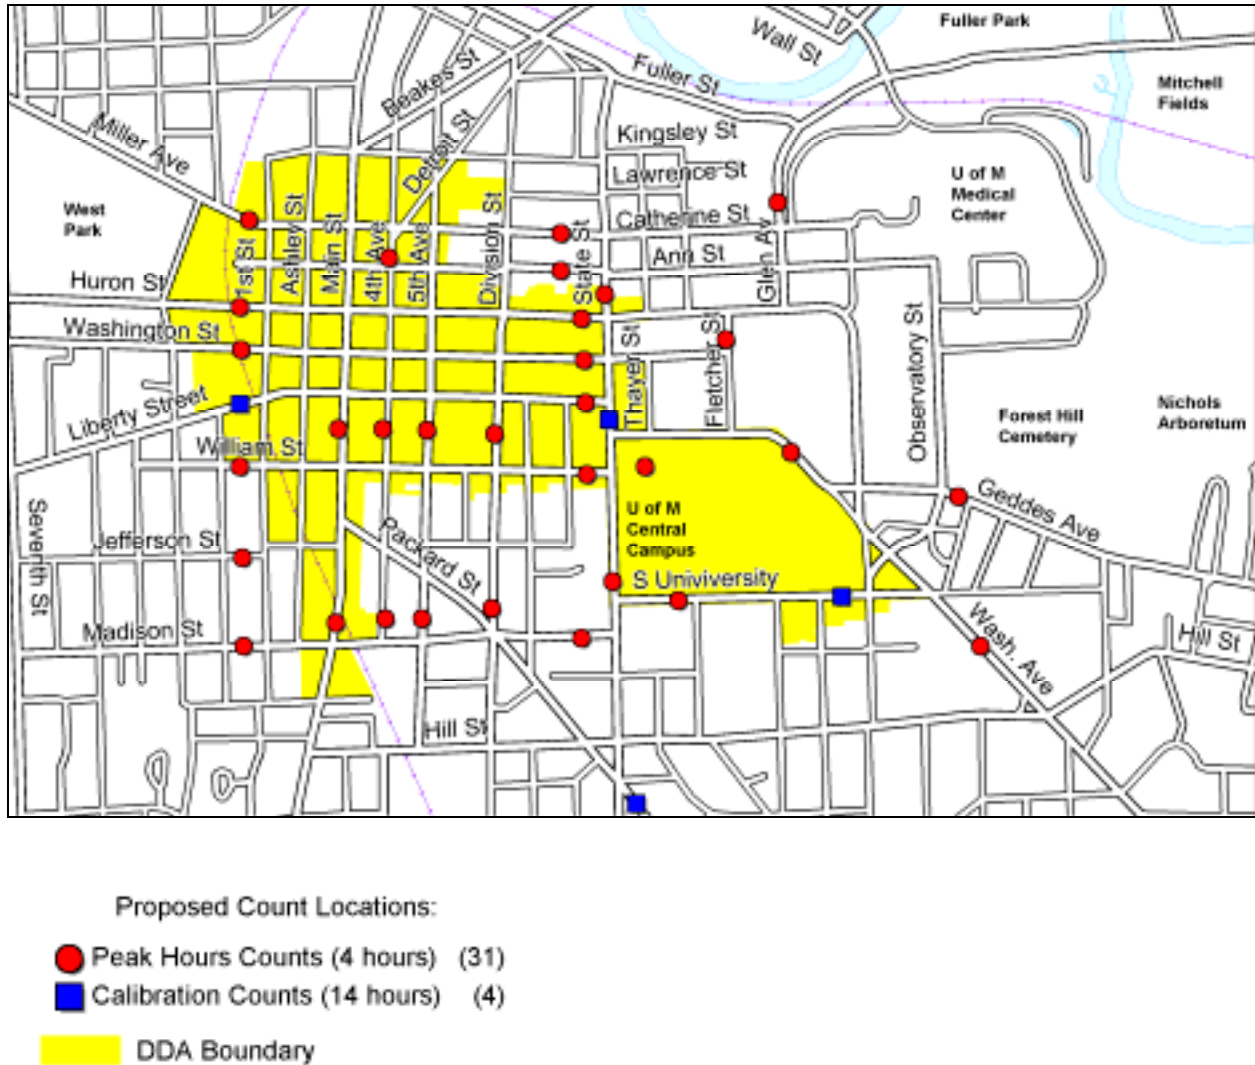 Wall St
Fuller Park
Fuller St
Mitchell
Fields
Beakes St
Detroit St
Kingsley St
Miller Ave
Lawrence St
U of M
Medical
Center
West
Park
Catherine St
Ann St
1st St
Ashley St
Main St
4th Ave
5th Ave
Division St
State St
Glen Av
Huron St
Washington St
Thayer St
Fletcher St
Observatory St
Liberty Street
Forest Hill
Cemetery
Nichols
Arboretum
William St
Geddes Ave
U of M
Central
Campus
Seventh St
Jefferson St
Packard St
S Univiversity
Madison St
Wash. Ave
Hill St
Hill St
Proposed Count Locations:
Peak Hours Counts (4 hours) (31)
Calibration Counts (14 hours) (4)
DDA Boundary